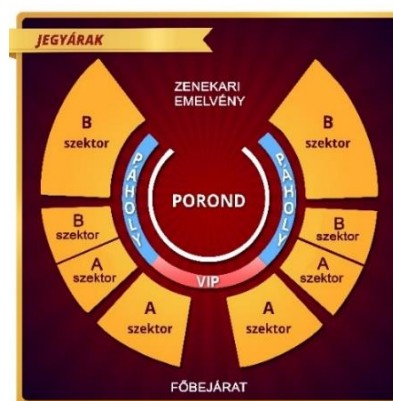 JEGYÁRAK
ZENEKARI
EMELVÉNY
B
szektor
B
szektor
PÁHOLY
POROND
PÁHOLY
B
szektor
B
szektor
A
szektor
A
szektor
VIP
A
szektor
A
szektor
FŐBEJÁRAT